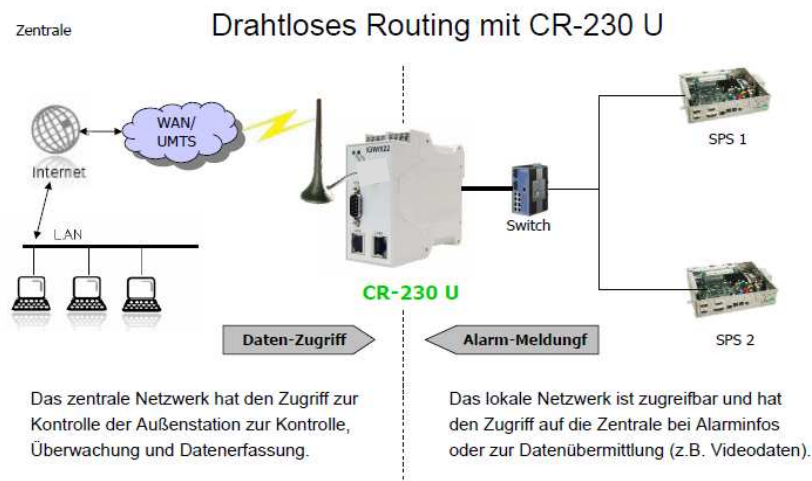 Zentrale
Drahtloses Routing mit CR-230 U
WAN/
UMTS
Internet
LAN
Switch
SPS 1
CR-230 U
SPS 2
Daten-Zugriff
Alarm-Meldungf
Das zentrale Netzwerk hat den Zugriff zur
Kontrolle der Außenstation zur Kontrolle,
Überwachung und Datenerfassung.
Das lokale Netzwerk ist zugreifbar und hat
den Zugriff auf die Zentrale bei Alarminfos
oder zur Datenübermittlung (z.B. Videodaten).